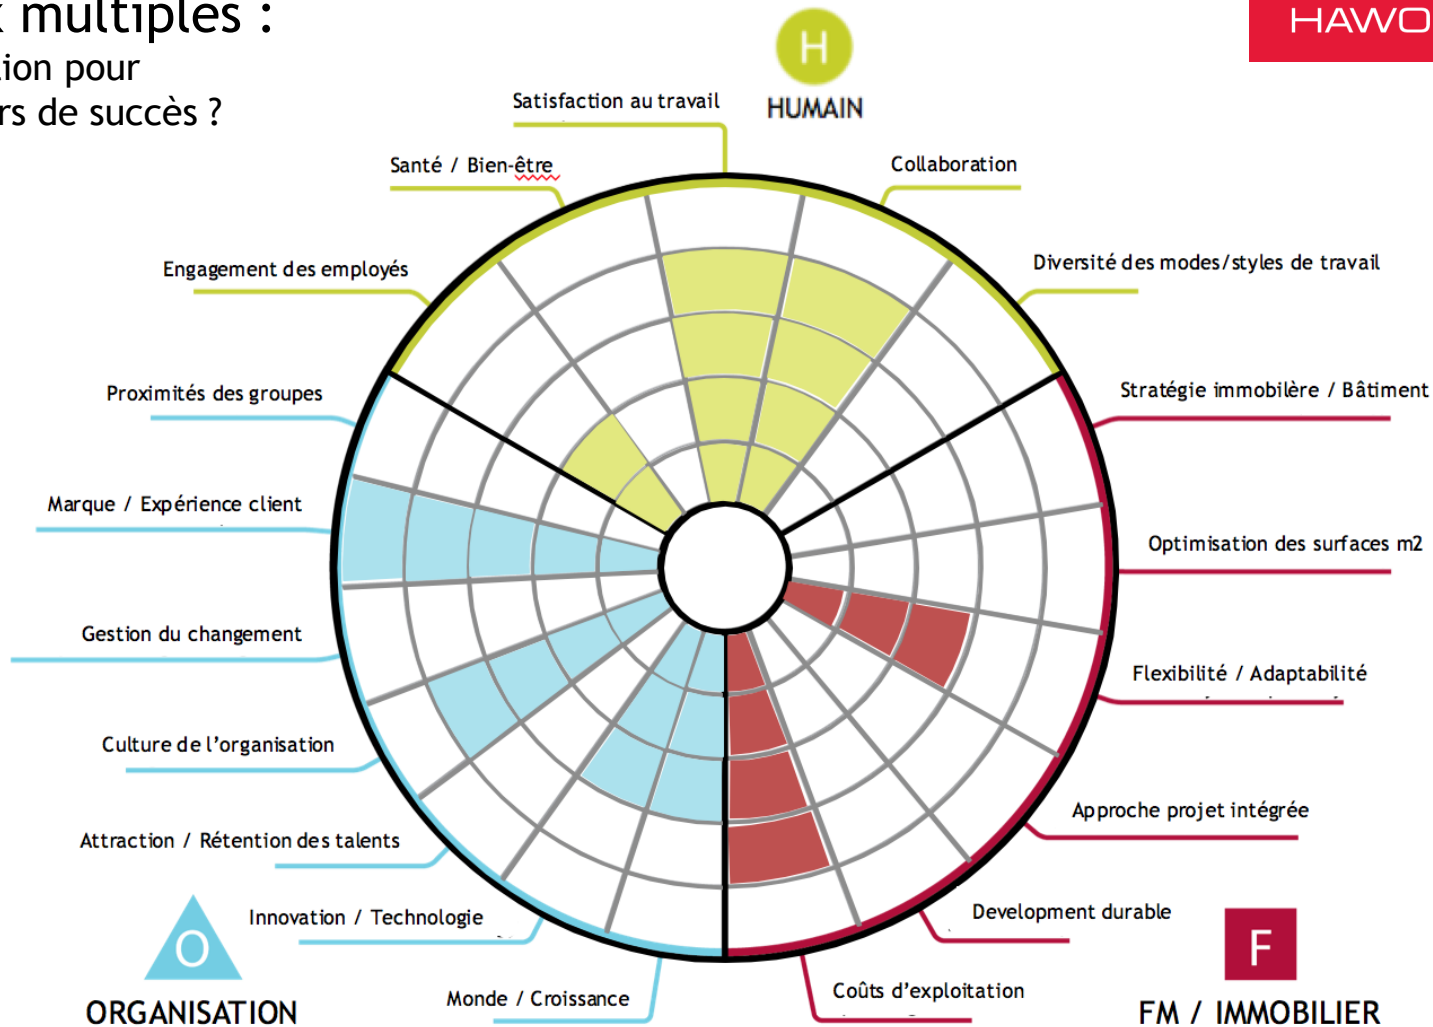 multiples :
pour
de succès ?
H
HUMAIN
Satisfaction au travail
Santé / Bien-être
Collaboration
Engagement des employés
Diversité des modes/styles de travail
Proximités des groupes
Stratégie immobilère / Bâtiment
Marque / Expérience client
Optimisation des surfaces m2
Gestion du changement
Flexibilité / Adaptabilité
Culture de l’organisation
Approche projet intégrée
Attraction / Rétention des talents
Innovation / Technologie
Development durable
Monde / Croissance
Coûts d’exploitation
O
ORGANISATION
F
FM / IMMOBILIER